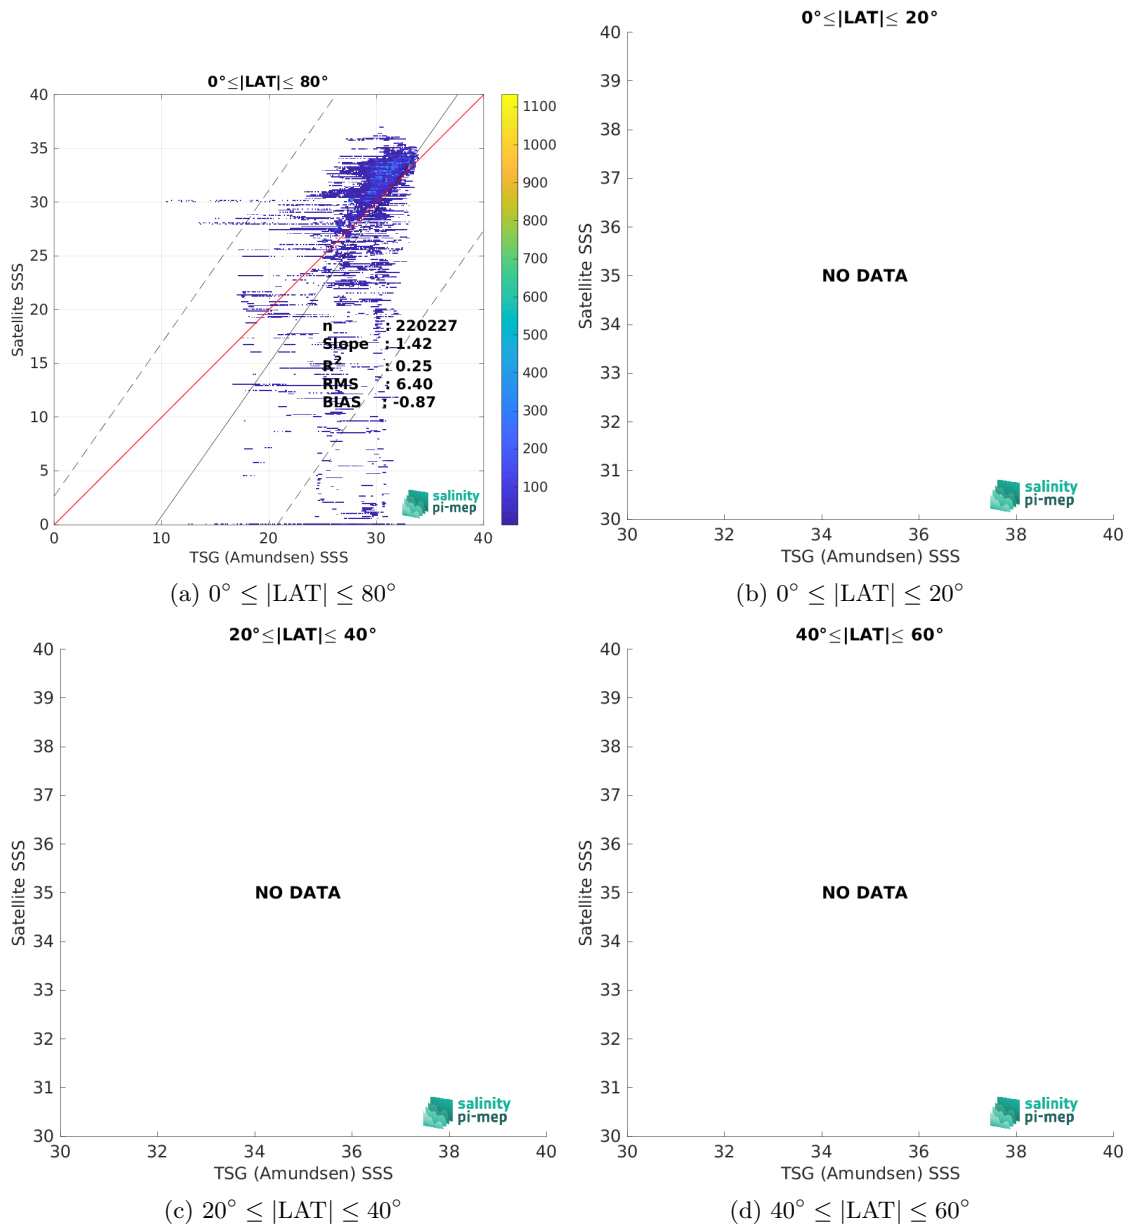 0°≤|LAT|≤ 80°
40
35
30
25
20
15
10
5
0
Satellite SSS
n : 220227
Slope : 1.42
R² : 0.25
RMS : 6.40
BIAS : -0.87
salinity
pi-mep
0 10 20 30 40
TSG (Amundsen) SSS
1100
1000
900
800
700
600
500
400
300
200
100
(a) 0° ≤ |LAT| ≤ 80°
0°≤|LAT|≤ 20°
40
39
38
37
36
35
34
33
32
31
30
Satellite SSS
NO DATA
salinity
pi-mep
30 32 34 36 38 40
TSG (Amundsen) SSS
(b) 0° ≤ |LAT| ≤ 20°
20°≤|LAT|≤ 40°
40
39
38
37
36
35
34
33
32
31
30
Satellite SSS
NO DATA
salinity
pi-mep
30 32 34 36 38 40
TSG (Amundsen) SSS
(c) 20° ≤ |LAT| ≤ 40°
40°≤|LAT|≤ 60°
40
39
38
37
36
35
34
33
32
31
30
Satellite SSS
NO DATA
salinity
pi-mep
30 32 34 36 38 40
TSG (Amundsen) SSS
(d) 40° ≤ |LAT| ≤ 60°